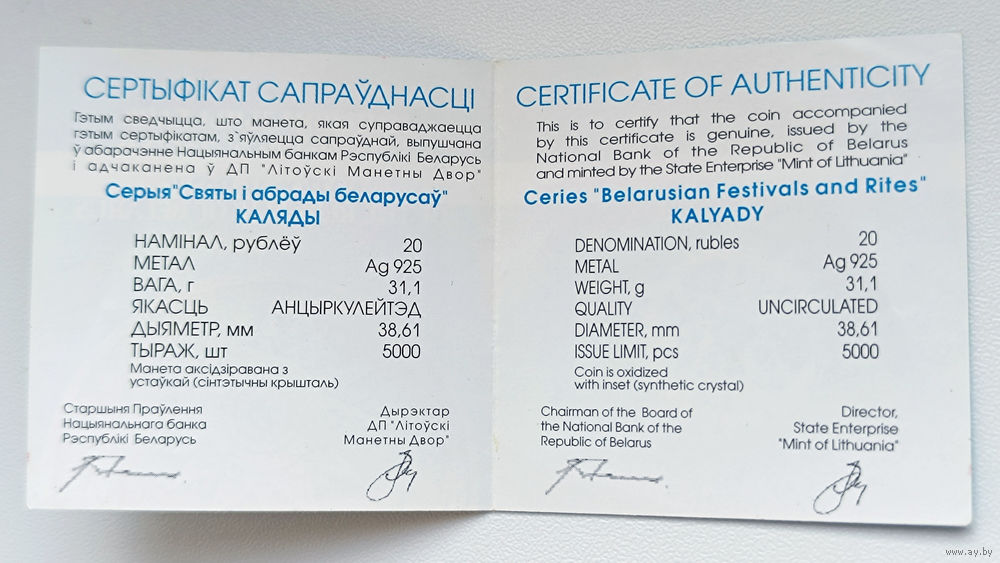 СЕРТЫФІКАТ САПРАЎДНАСЦІ
Гэтым сведчыцца, што манета, якая суправаджаецца
гэтым сертыфікатам, з`яўляецца сапраўднай, выпушчана
ў абарачэнне Нацыянальным банкам Рэспублікі Беларусь
і адчаканена ў ДП "Літоўскі Манетны Двор"
Серыя"Святы і абрады беларусаў"
КАЛЯДЫ
НАМІНАЛ, рублёў 20
МЕТАЛ Ag 925
ВАГА, г 31,1
ЯКАСЦЬ АНЦЫРКУЛЕЙТЭД
ДЫЯМЕТР, мм 38,61
ТЫРАЖ, шт 5000
Манета аксідзіравана з
устаўкай (сінтэтычны крышталь)
Старшыня Праўлення
Нацыянальнага банка
Рэспублікі Беларусь
Дырэктар
ДП "Літоўскі
Манетны Двор"
CERTIFICATE OF AUTHENTICITY
This is to certify that the coin accompanied
by this certificate is genuine, issued by the
National Bank of the Republic of Belarus
and minted by the State Enterprise "Mint of Lithuania"
Ceries "Belarusian Festivals and Rites"
KALYADY
DENOMINATION, rubles 20
METAL Ag 925
WEIGHT, g 31,1
QUALITY UNCIRCULATED
DIAMETER, mm 38,61
ISSUE LIMIT, pcs 5000
Coin is oxidized
with inset (synthetic crystal)
Chairman of the Board of
the National Bank of the
Republic of Belarus
Director,
State Enterprise
"Mint of Lithuania"
www.ay.by